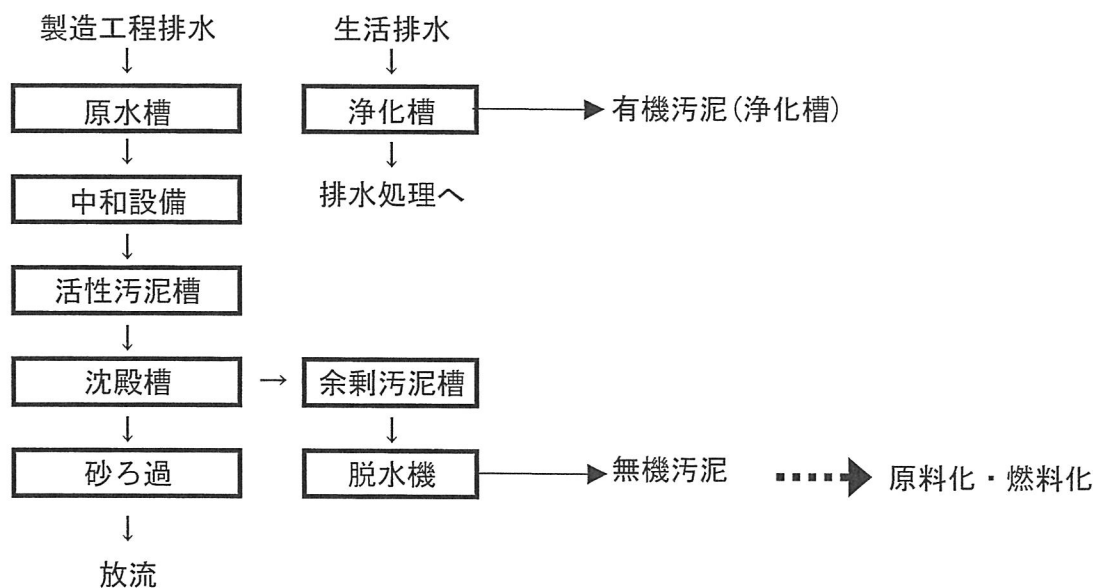 製造工程排水
生活排水
↓
↓
原水槽
浄化槽
有機汚泥(浄化槽)
↓
↓
中和設備
排水処理へ
↓
活性汚泥槽
↓
沈殿槽
→
余剰汚泥槽
↓
↓
砂ろ過
脱水機
無機汚泥
原料化・燃料化
↓
放流